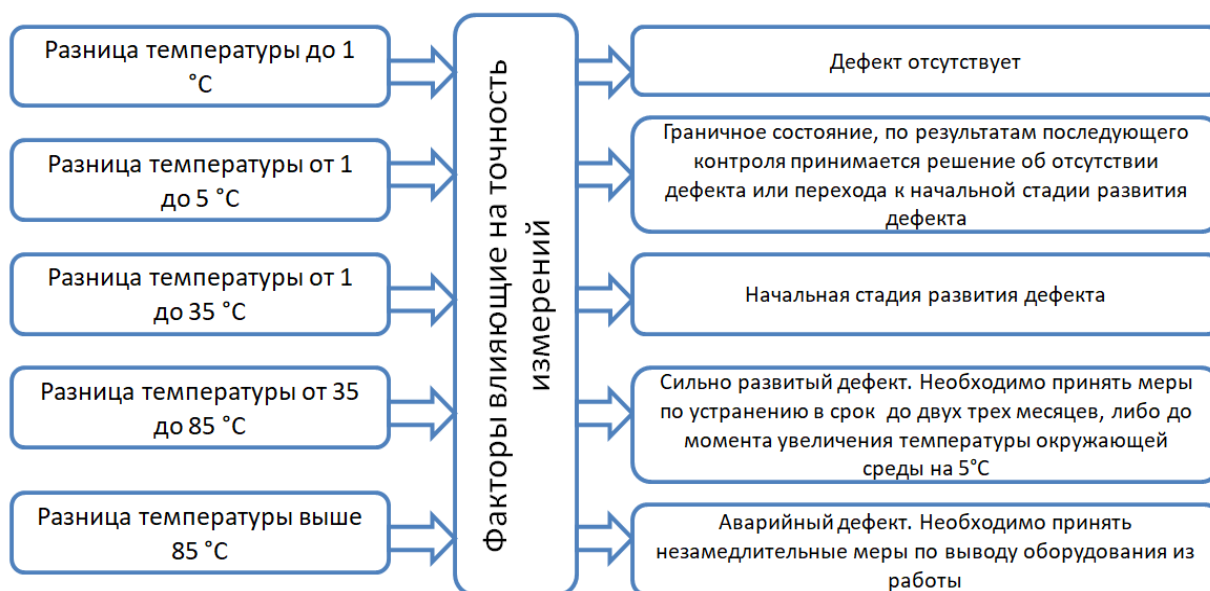 Разница температуры до 1
°C
Дефект отсутствует
Разница температуры от 1
до 5 °C
Граничное состояние, по результатам последующего
контроля принимается решение об отсутствии
дефекта или перехода к начальной стадии развития
дефекта
Разница температуры от 1
до 35 °C
Начальная стадия развития дефекта
Разница температуры от 35
до 85 °C
Сильно развитый дефект. Необходимо принять меры
по устранению в срок  до двух трех месяцев, либо до
момента увеличения температуры окружающей
среды на 5°C
Разница температуры выше
85 °C
Аварийный дефект. Необходимо принять
незамедлительные меры по выводу оборудования из
работы
Факторы влияющие на точность
измерений